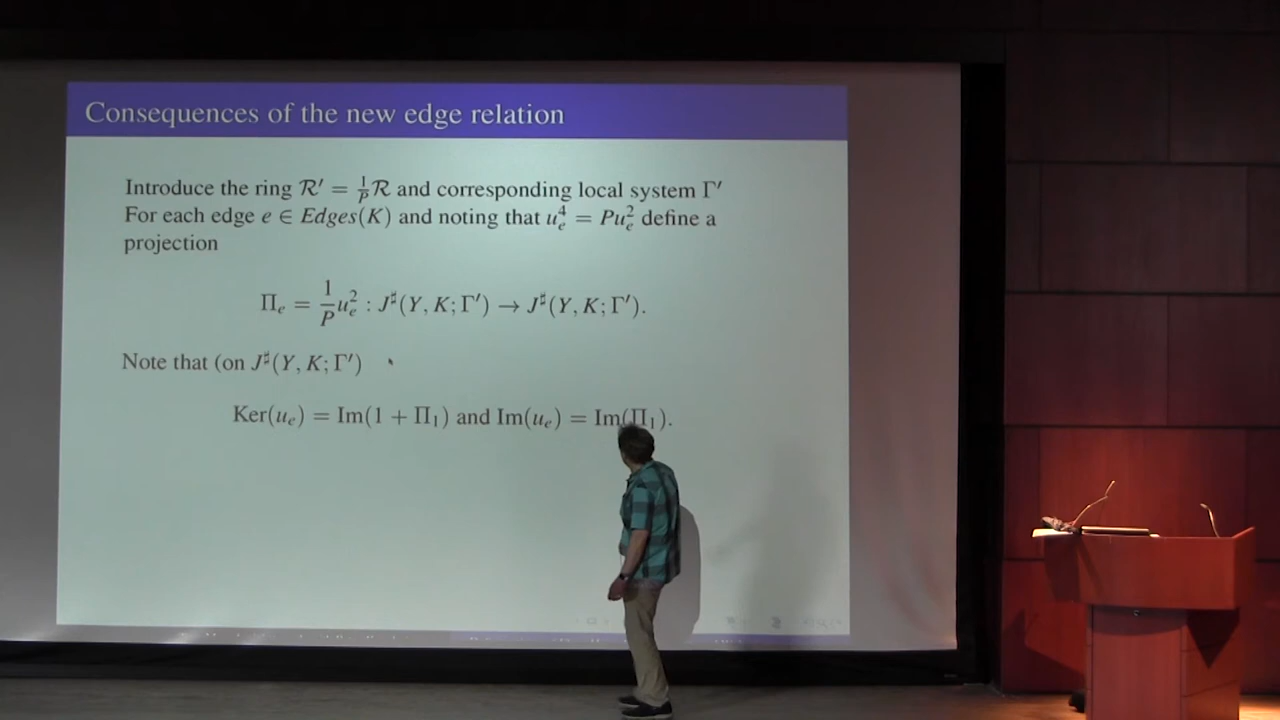 Consequences of the new edge relation
Introduce the ring ℛ′ = 1/P ℛ and corresponding local system Γ′
For each edge e ∈ Edges(K) and noting that u_e^4 = Pu_e^2 define a
projection
Π_e = 1/P u_e^2 : J^♯(Y, K; Γ′) → J^♯(Y, K; Γ′).
Note that (on J^♯(Y, K; Γ′)
Ker(u_e) = Im(1 + Π_1) and Im(u_e) = Im(Π_1).